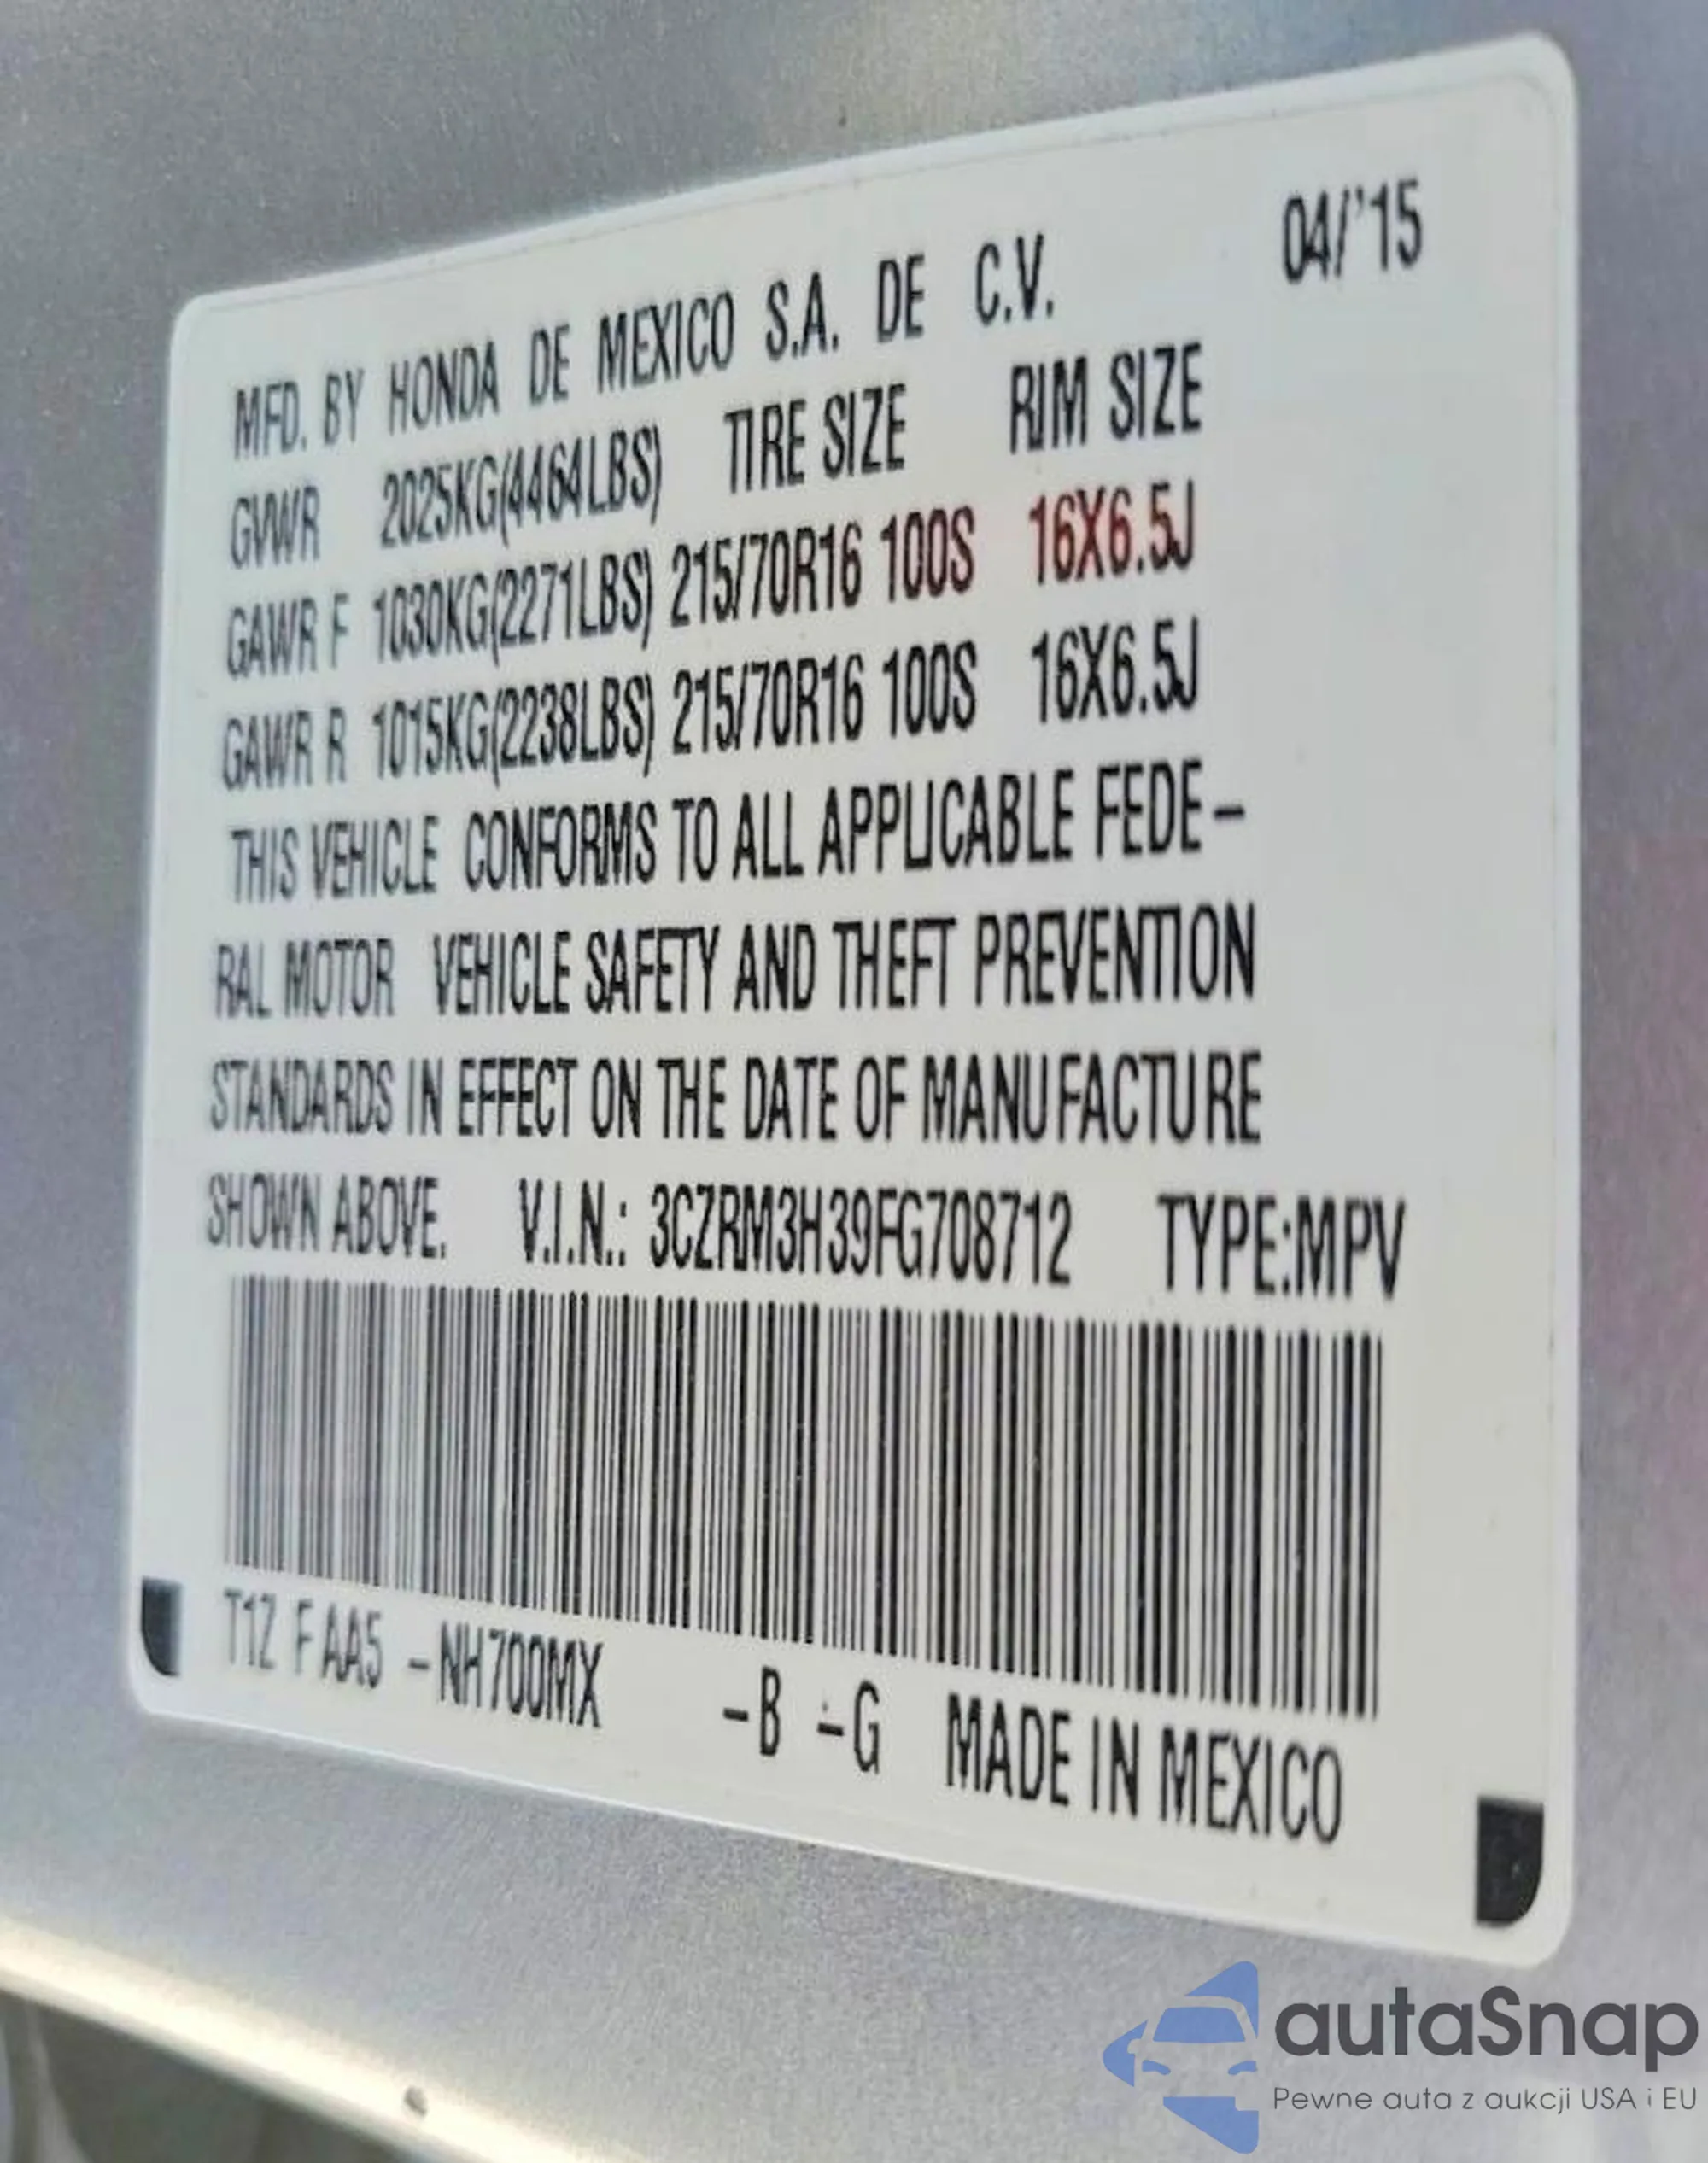 04/'15
MFD. BY HONDA DE MEXICO S.A. DE C.V.
GVWR 2025KG(4464LBS) TIRE SIZE RIM SIZE
GAWR F 1030KG(2271LBS) 215/70R16 100S 16X6.5J
GAWR R 1015KG(2238LBS) 215/70R16 100S 16X6.5J
THIS VEHICLE CONFORMS TO ALL APPLICABLE FEDE–
RAL MOTOR VEHICLE SAFETY AND THEFT PREVENTION
STANDARDS IN EFFECT ON THE DATE OF MANUFACTURE
SHOWN ABOVE. V.I.N.: 3CZRM3H39FG708712 TYPE:MPV
T1Z F AA5 –NH700MX –B –G MADE IN MEXICO
autaSnap
Pewne auta z aukcji USA i EU